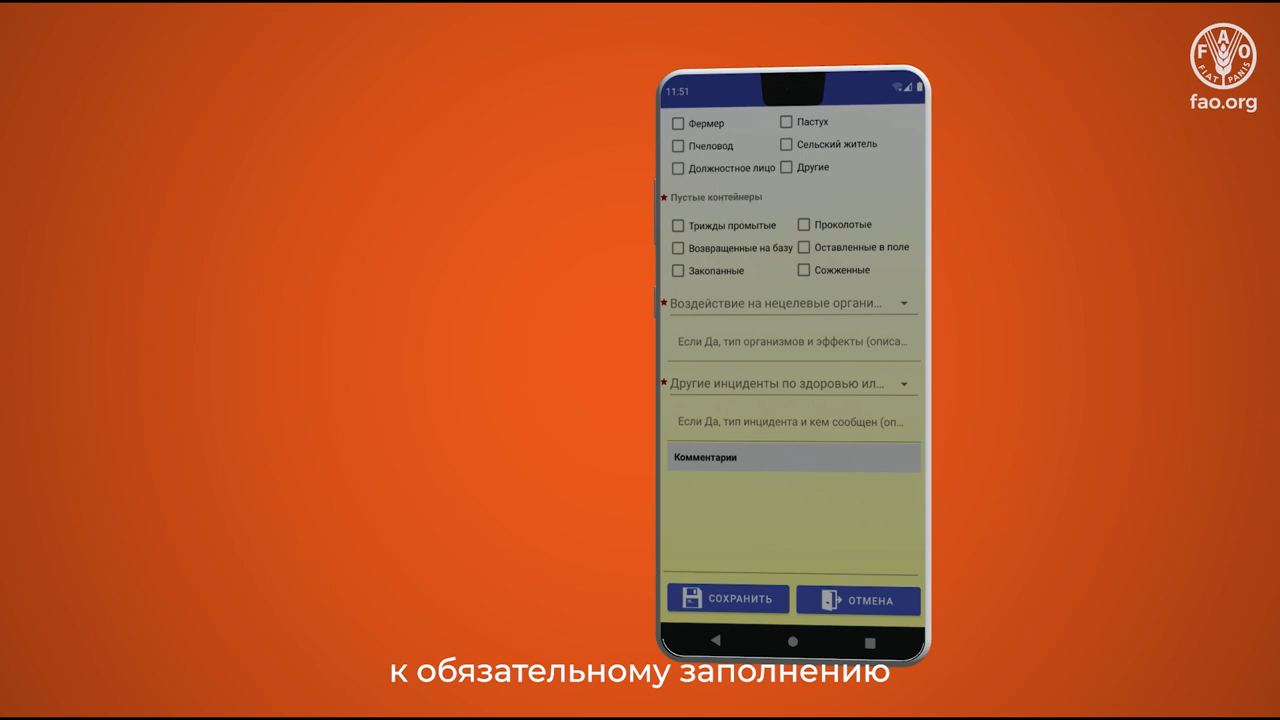 FAO
FIAT PANIS
fao.org
11:51
Фермер
Пастух
Пчеловод
Сельский житель
Должностное лицо
Другие
* Пустые контейнеры
Трижды промытые
Проколотые
Возвращенные на базу
Оставленные в поле
Закопанные
Сожженные
* Воздействие на нецелевые органи...
Если Да, тип организмов и эффекты (описа...
* Другие инциденты по здоровью ил...
Если Да, тип инцидента и кем сообщен (оп...
Комментарии
СОХРАНИТЬ
ОТМЕНА
к обязательному заполнению